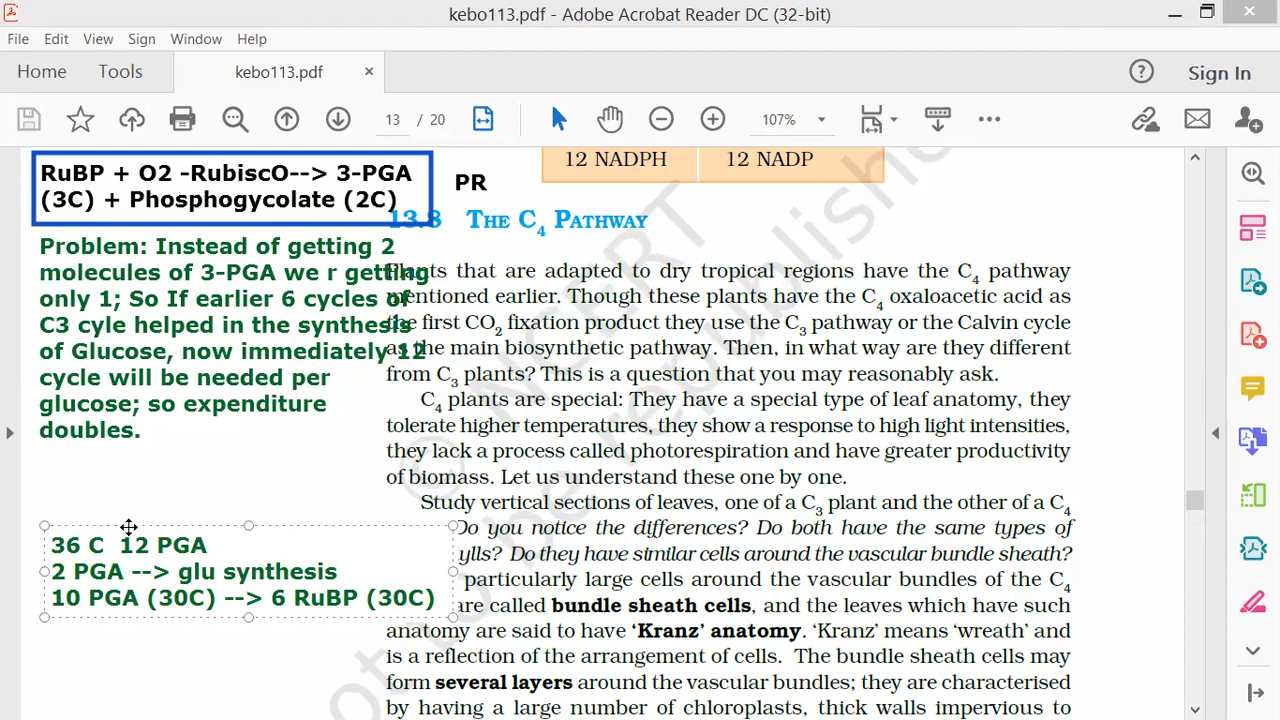 kebo113.pdf - Adobe Acrobat Reader DC (32-bit)
File Edit View Sign Window Help
Home Tools kebo113.pdf × Sign In
13 / 20 107%
12 NADPH 12 NADP
RuBP + O2 -RubiscO--> 3-PGA
(3C) + Phosphogycolate (2C)
PR
13.8 THE C4 PATHWAY
Problem: Instead of getting 2
molecules of 3-PGA we r getting
only 1; So If earlier 6 cycles of
C3 cyle helped in the synthesis
of Glucose, now immediately 12
cycle will be needed per
glucose; so expenditure
doubles.
36 C 12 PGA
2 PGA --> glu synthesis
10 PGA (30C) --> 6 RuBP (30C)
Plants that are adapted to dry tropical regions have the C4 pathway
mentioned earlier. Though these plants have the C4 oxaloacetic acid as
the first CO2 fixation product they use the C3 pathway or the Calvin cycle
as the main biosynthetic pathway. Then, in what way are they different
from C3 plants? This is a question that you may reasonably ask.
C4 plants are special: They have a special type of leaf anatomy, they
tolerate higher temperatures, they show a response to high light intensities,
they lack a process called photorespiration and have greater productivity
of biomass. Let us understand these one by one.
Study vertical sections of leaves, one of a C3 plant and the other of a C4
Do you notice the differences? Do both have the same types of
ylls? Do they have similar cells around the vascular bundle sheath?
particularly large cells around the vascular bundles of the C4
are called bundle sheath cells, and the leaves which have such
anatomy are said to have ‘Kranz’ anatomy. ‘Kranz’ means ‘wreath’ and
is a reflection of the arrangement of cells. The bundle sheath cells may
form several layers around the vascular bundles; they are characterised
by having a large number of chloroplasts, thick walls impervious to
© NCERT
not to be republished